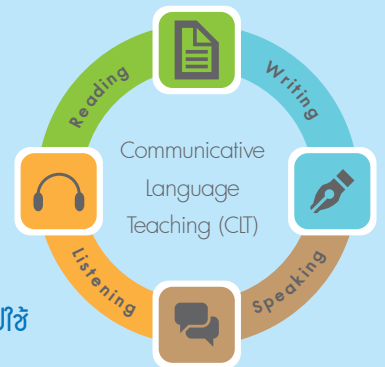 Reading
Writing
Communicative
Language
Teaching (CLT)
Listening
Speaking